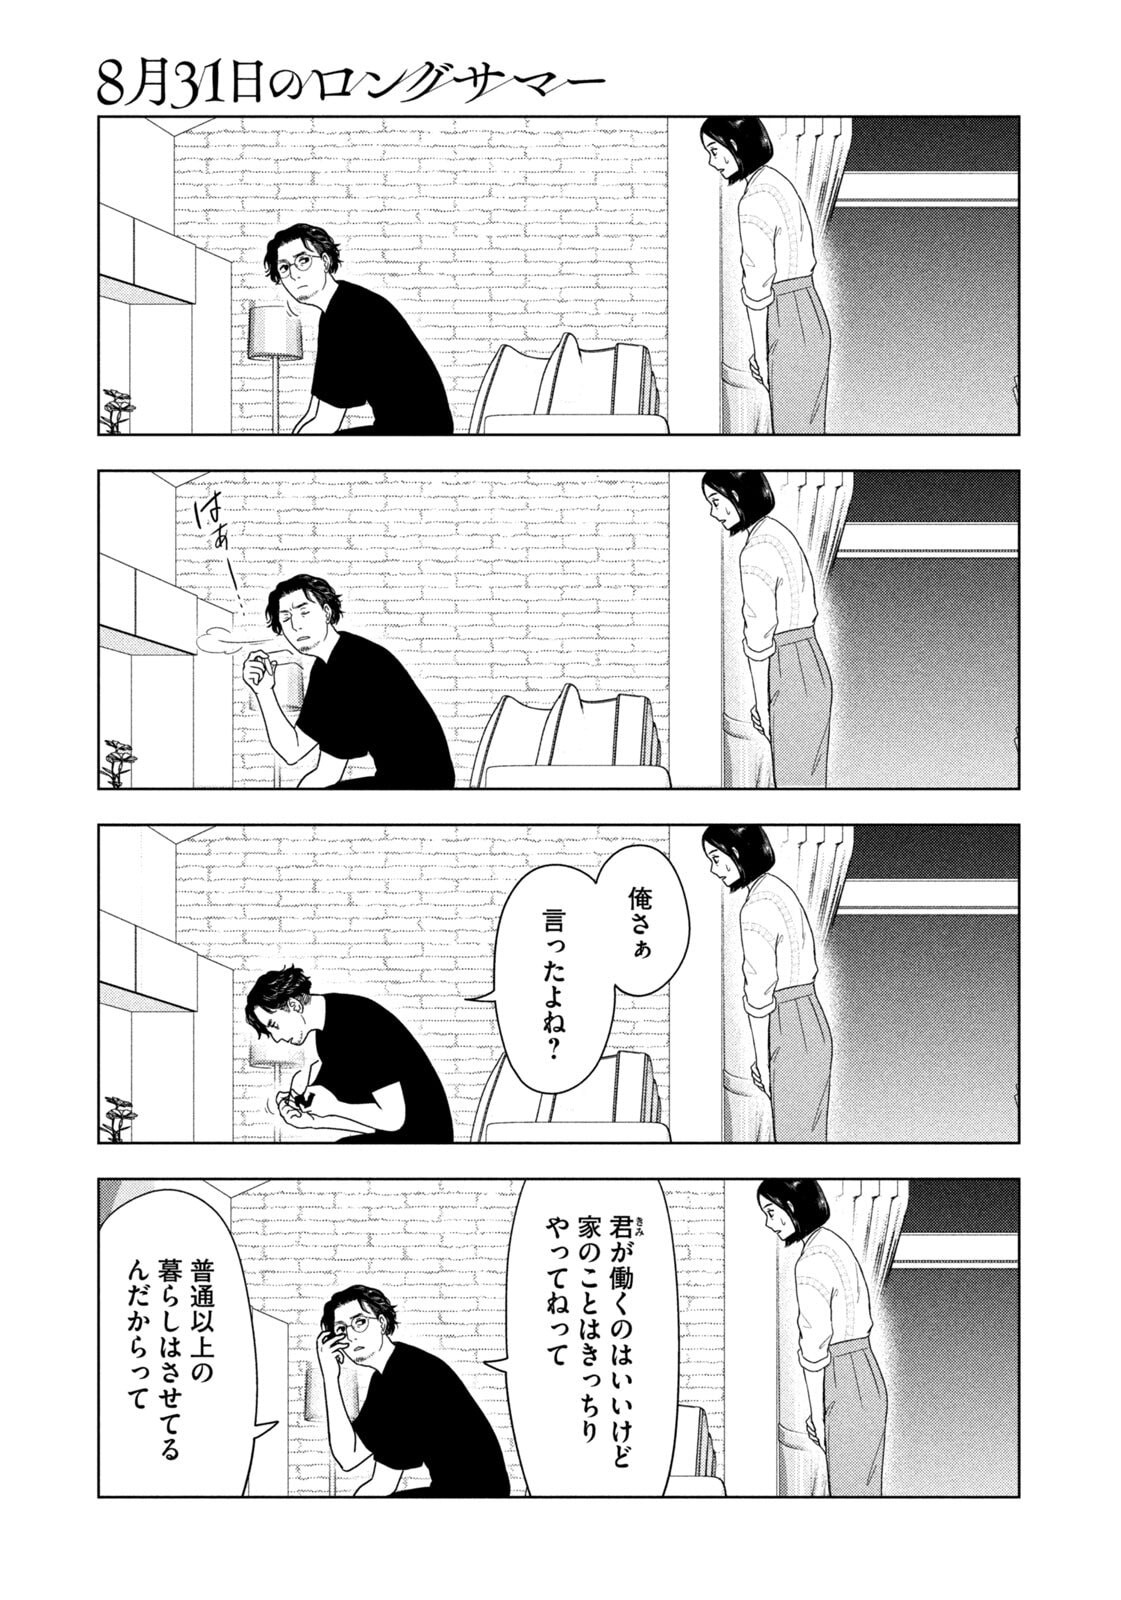 8月31日のロングサマー
はぁー…
俺さぁ
言ったよね?
君が働くのはいいけど
きみ
家のことはきっちり
やってねって
普通以上の
暮らしはさせてる
んだからって